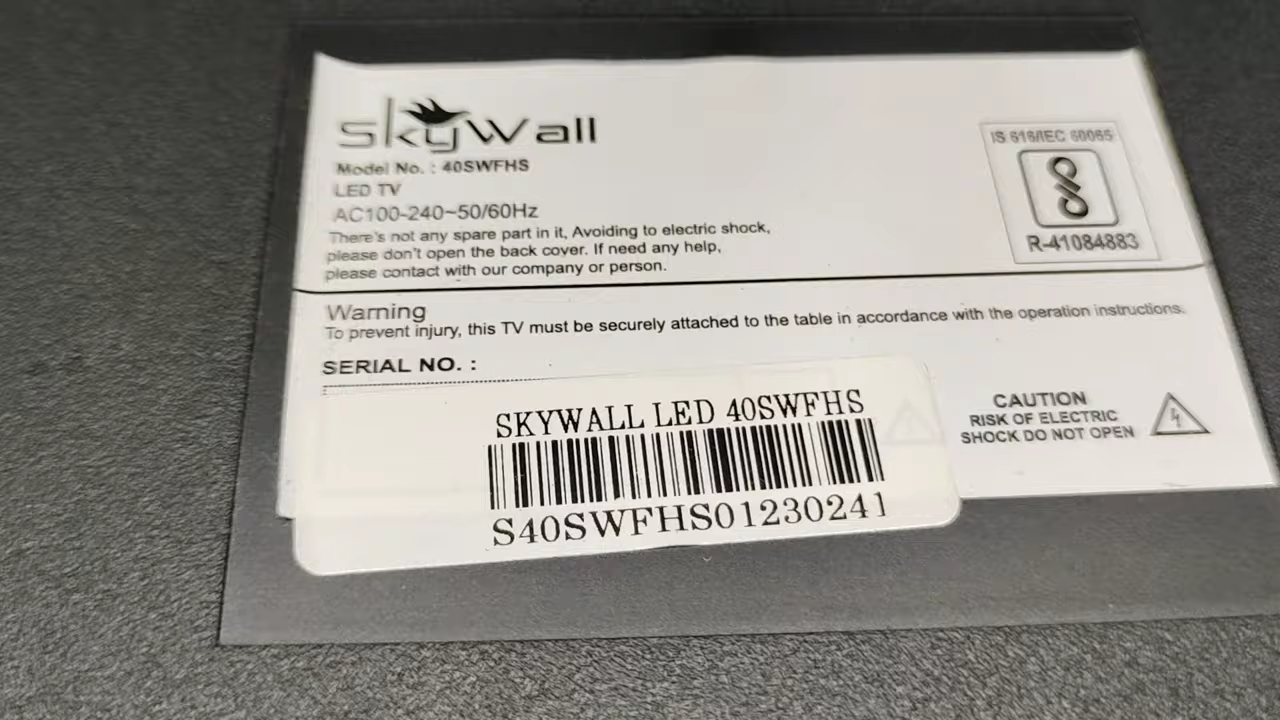 skywall
Model No. : 40SWFHS
LED TV
AC100-240~50/60Hz
There's not any spare part in it, Avoiding to electric shock,
please don't open the back cover. If need any help,
please contact with our company or person.
IS 616/IEC 60065
R-41084883
Warning
To prevent injury, this TV must be securely attached to the table in accordance with the operation instructions.
SERIAL NO. :
SKYWALL LED 40SWFHS
S40SWFHS01230241
CAUTION
RISK OF ELECTRIC
SHOCK DO NOT OPEN